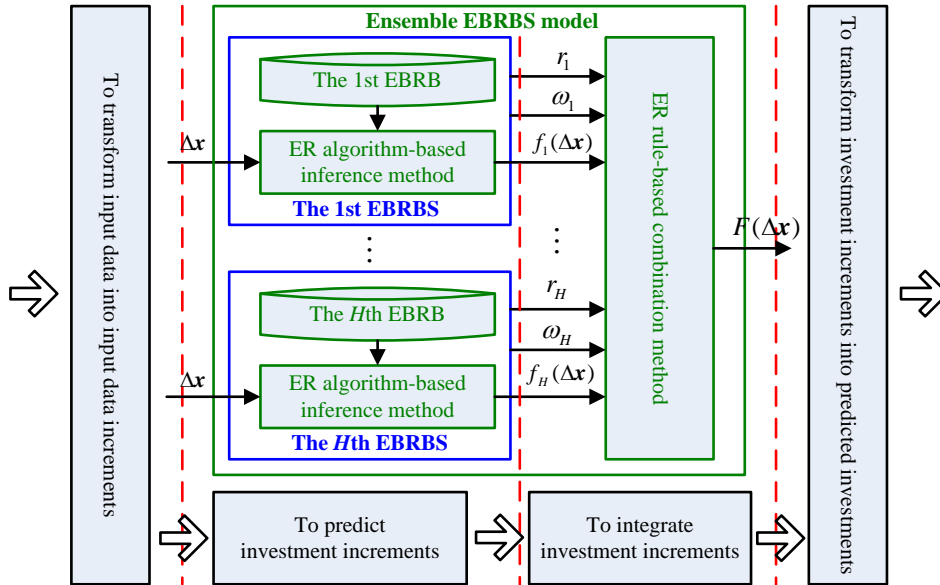 To transform input data into input data increments
Ensemble EBRBS model
The 1st EBRB
ER algorithm-based
inference method
The 1st EBRBS
Δx
r₁
ω₁
f₁(Δx)
⋮
⋮
The Hth EBRB
ER algorithm-based
inference method
The Hth EBRBS
Δx
r_H
ω_H
f_H(Δx)
ER rule-based combination method
F(Δx)
To transform investment increments into predicted investments
To predict
investment increments
To integrate
investment increments